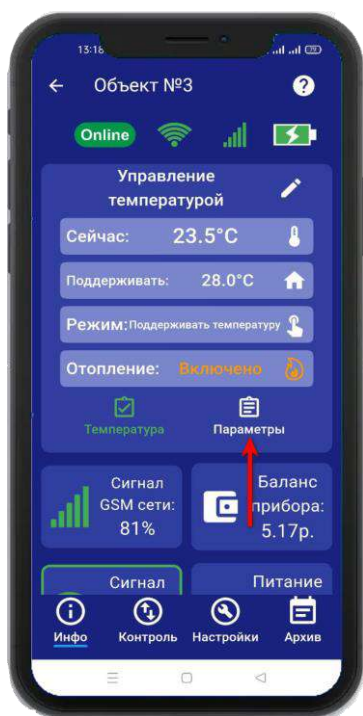 13:18
Объект №3
?
Online
Управление
температурой
Сейчас: 23.5°C
Поддерживать: 28.0°C
Режим: Поддерживать температуру
Отопление: Включено
Температура Параметры
Сигнал
GSM сети:
81%
Баланс
прибора:
5.17р.
Сигнал
Питание
Инфо Контроль Настройки Архив